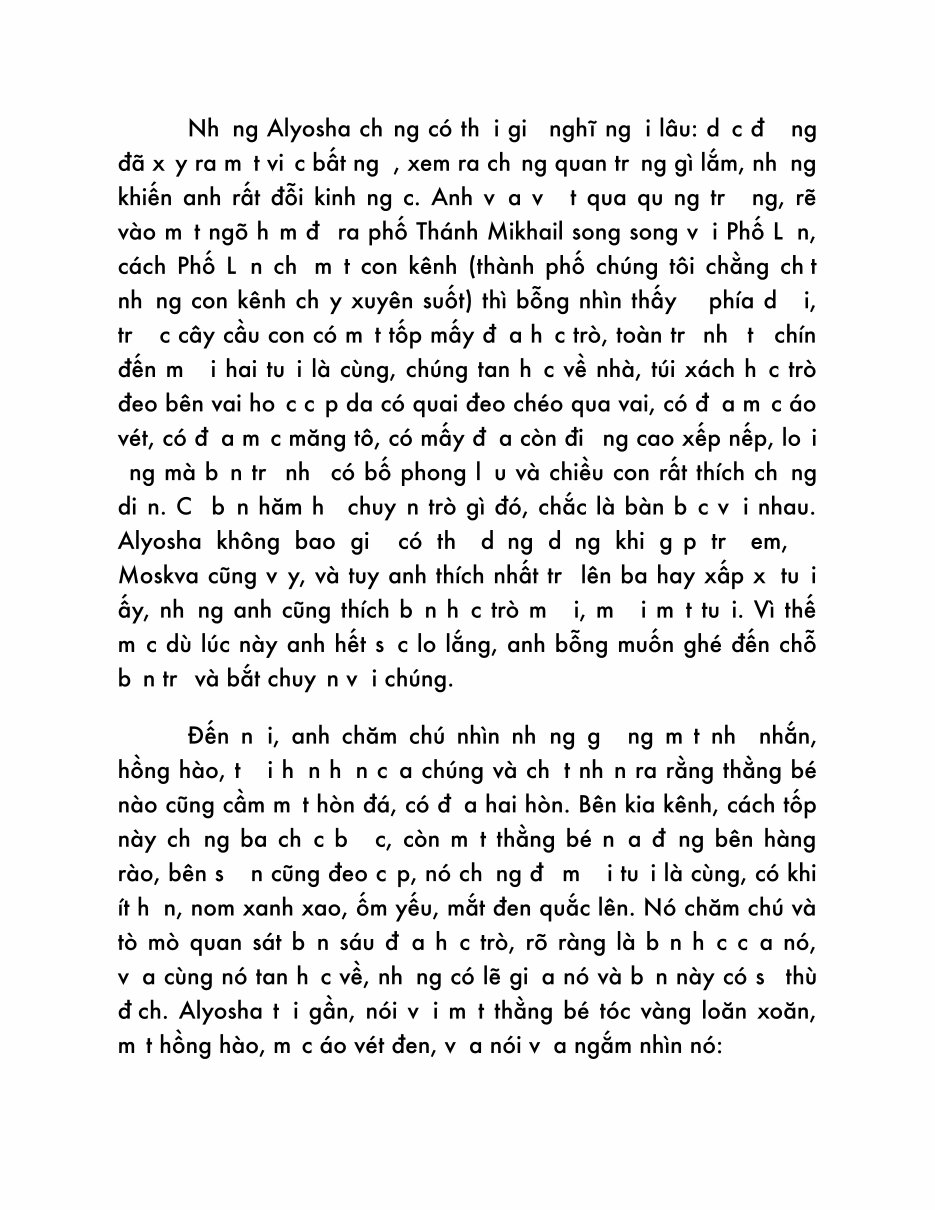 Nh ng Alyosha ch ng có th i gi  nghĩ ng i lâu: d c đ  ng
đã x y ra m t vi c bất ng , xem ra ch ng quan tr ng gì lắm, nh ng
khiến anh rất đỗi kinh ng c. Anh v a v  t qua qu ng tr  ng, rẽ
vào m t ngõ h m đ  ra phố Thánh Mikhail song song v i Phố L n,
cách Phố L n ch  m t con kênh (thành phố chúng tôi chằng ch t
nh ng con kênh ch y xuyên suốt) thì bỗng nhìn thấy   phía d  i,
tr  c cây cầu con có m t tốp mấy đ a h c trò, toàn tr  nh  t  chín
đến m  i hai tu i là cùng, chúng tan h c về nhà, túi xách h c trò
đeo bên vai ho c c p da có quai đeo chéo qua vai, có đ a m c áo
vét, có đ a m c măng tô, có mấy đ a còn đi  ng cao xếp nếp, lo i
 ng mà b n tr  nh  có bố phong l u và chiều con rất thích ch ng
di n. C  b n hăm h  chuy n trò gì đó, chắc là bàn b c v i nhau.
Alyosha không bao gi  có th  d ng d ng khi g p tr  em,
Moskva cũng v y, và tuy anh thích nhất tr  lên ba hay xấp x  tu i
ấy, nh ng anh cũng thích b n h c trò m  i, m  i m t tu i. Vì thế
m c dù lúc này anh hết s c lo lắng, anh bỗng muốn ghé đến chỗ
b n tr  và bắt chuy n v i chúng.
Đến n i, anh chăm chú nhìn nh ng g  ng m t nh  nhắn,
hồng hào, t  i h n h n c a chúng và ch t nh n ra rằng thằng bé
nào cũng cầm m t hòn đá, có đ a hai hòn. Bên kia kênh, cách tốp
này ch ng ba ch c b  c, còn m t thằng bé n a đ ng bên hàng
rào, bên s  n cũng đeo c p, nó ch ng đ  m  i tu i là cùng, có khi
ít h n, nom xanh xao, ốm yếu, mắt đen quắc lên. Nó chăm chú và
tò mò quan sát b n sáu đ a h c trò, rõ ràng là b n h c c a nó,
v a cùng nó tan h c về, nh ng có lẽ gi a nó và b n này có s  thù
đ ch. Alyosha t i gần, nói v i m t thằng bé tóc vàng loăn xoăn,
m t hồng hào, m c áo vét đen, v a nói v a ngắm nhìn nó: